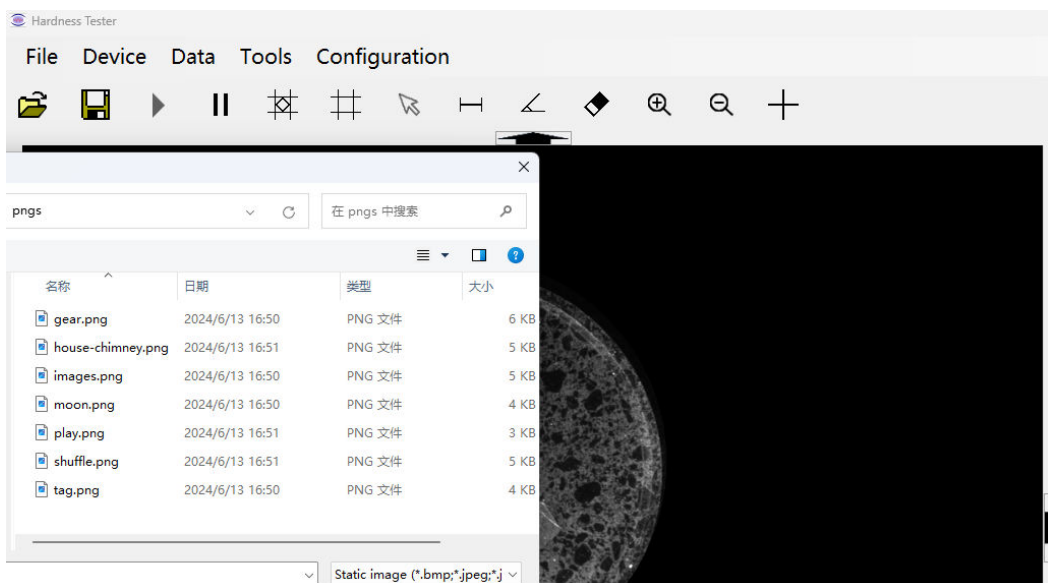 Hardness Tester
File Device Data Tools Configuration
pngs 在 pngs 中搜索
名称 日期 类型 大小
gear.png 2024/6/13 16:50 PNG 文件 6 KB
house-chimney.png 2024/6/13 16:51 PNG 文件 5 KB
images.png 2024/6/13 16:50 PNG 文件 5 KB
moon.png 2024/6/13 16:50 PNG 文件 4 KB
play.png 2024/6/13 16:51 PNG 文件 3 KB
shuffle.png 2024/6/13 16:51 PNG 文件 5 KB
tag.png 2024/6/13 16:50 PNG 文件 4 KB
Static image (*.bmp;*.jpeg;*.j